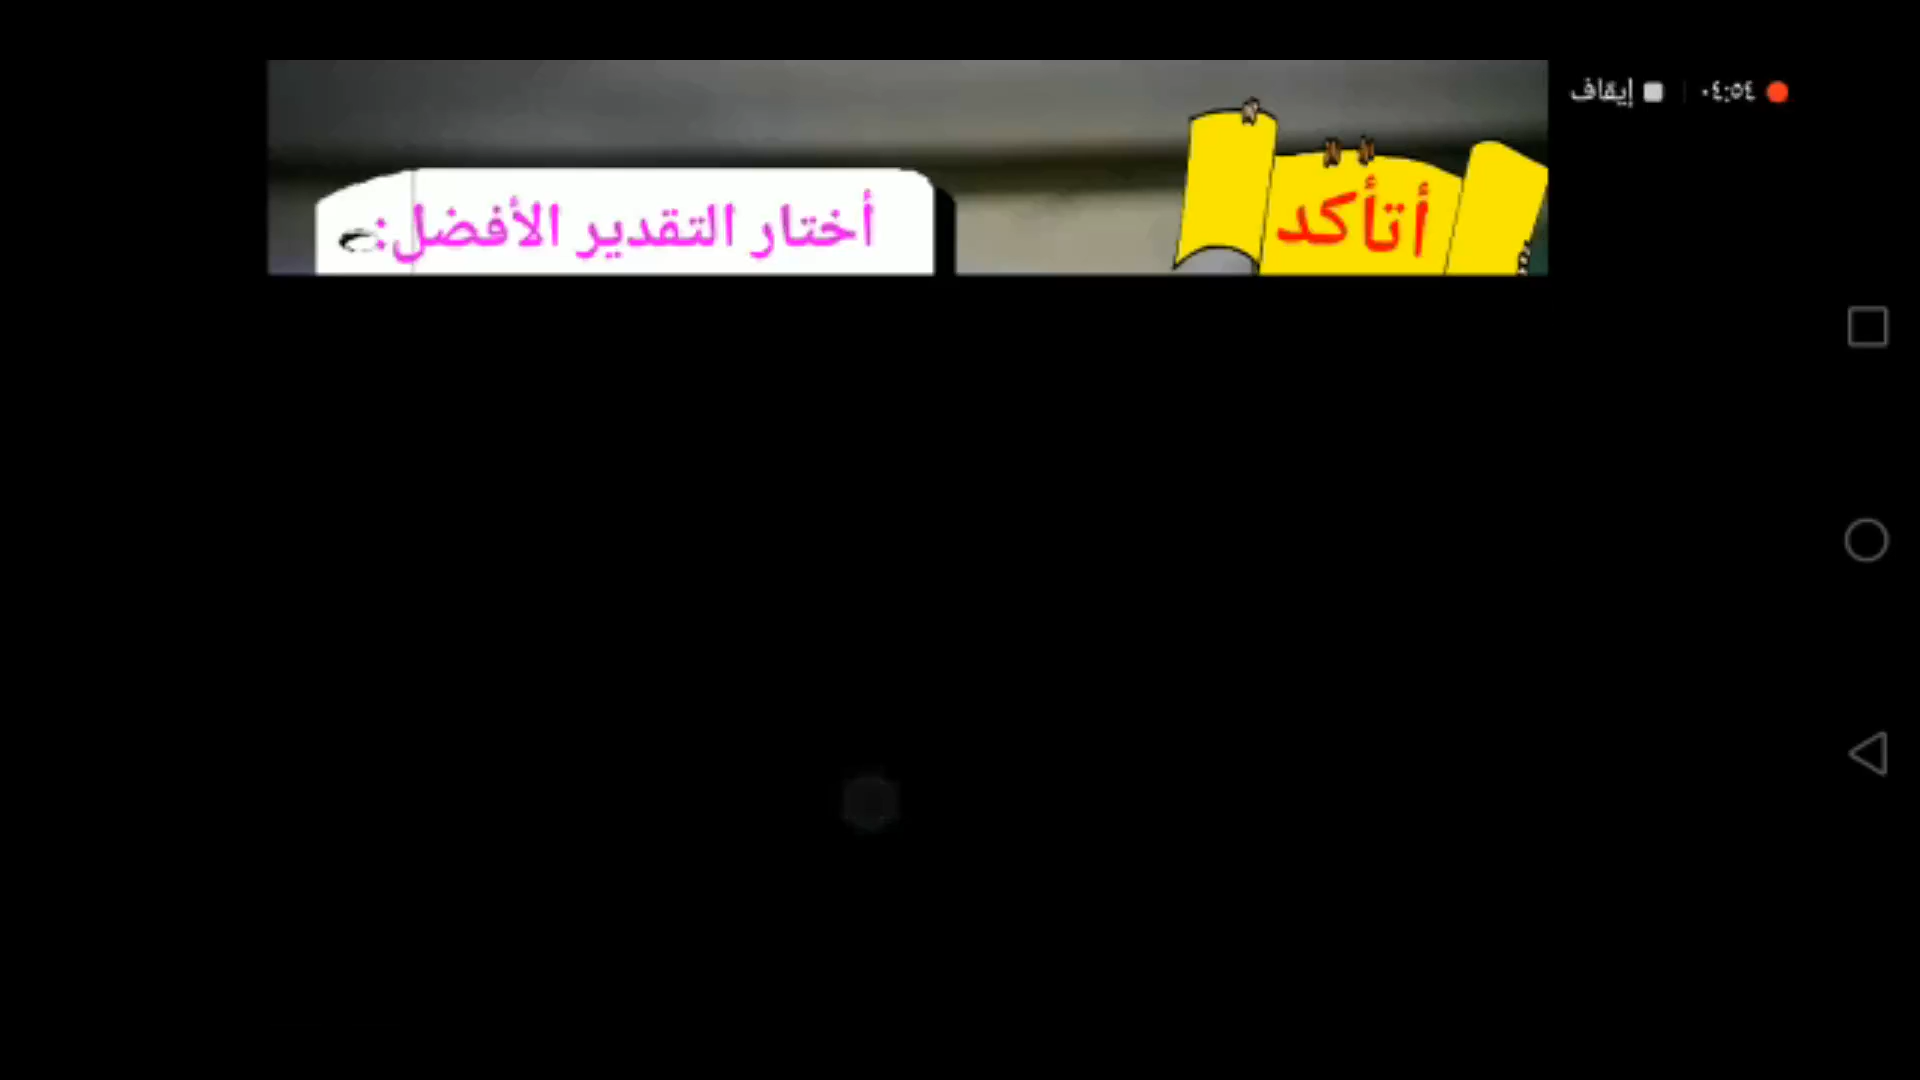 ٠٤:٥٤ إيقاف
أتأكد
أختار التقدير الأفضل: